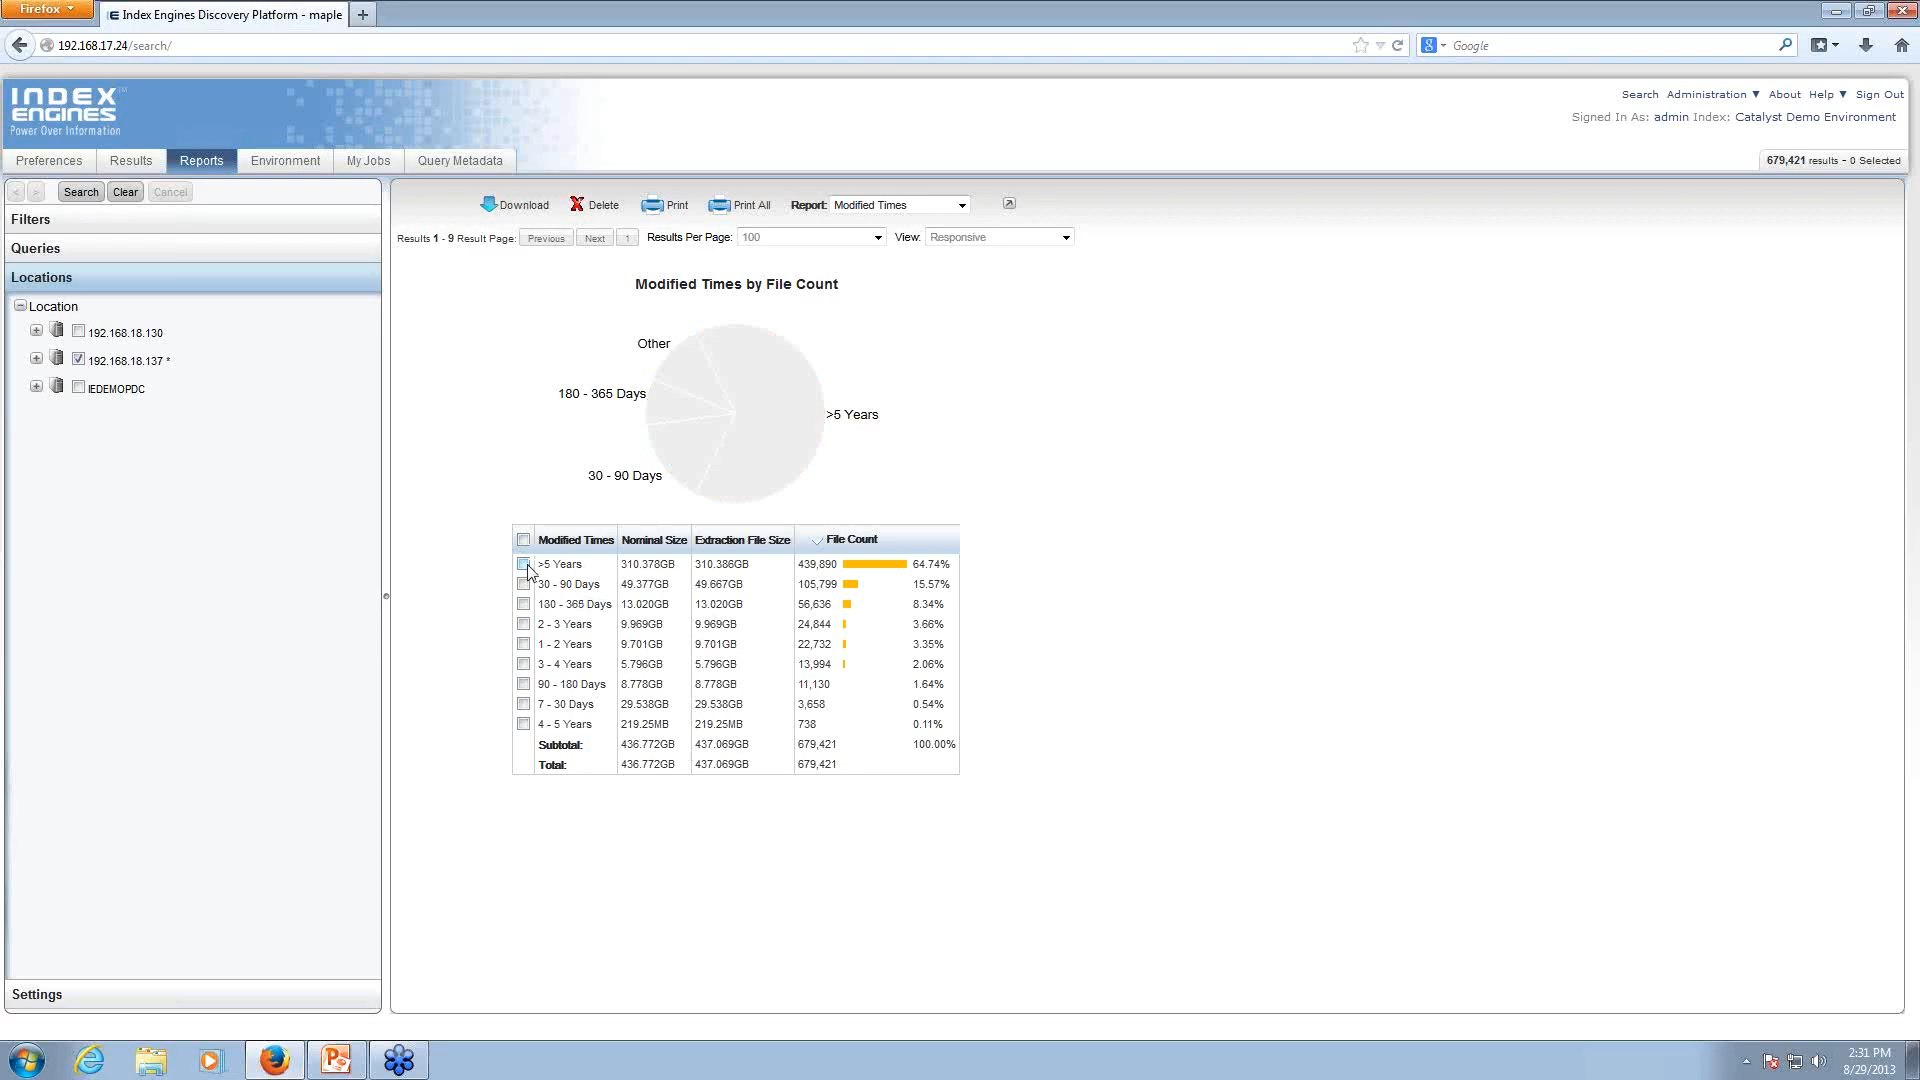 Firefox
Index Engines Discovery Platform - maple
192.168.17.24/search/
Google
INDEX
ENGINES
Power Over Information
Search Administration ▼ About Help ▼ Sign Out
Signed In As: admin Index: Catalyst Demo Environment
Preferences Results Reports Environment My Jobs Query Metadata
679,421 results - 0 Selected
< > Search Clear Cancel
Filters
Queries
Locations
Location
192.168.18.130
192.168.18.137 *
IEDEMOPDC
Settings
Download Delete Print Print All Report: Modified Times
Results 1 - 9 Result Page: Previous Next 1 Results Per Page: 100 View: Responsive
Modified Times by File Count
Other
180 - 365 Days
>5 Years
30 - 90 Days
Modified Times Nominal Size Extraction File Size File Count
>5 Years 310.378GB 310.386GB 439,890 64.74%
30 - 90 Days 49.377GB 49.667GB 105,799 15.57%
180 - 365 Days 13.020GB 13.020GB 56,636 8.34%
2 - 3 Years 9.969GB 9.969GB 24,844 3.66%
1 - 2 Years 9.701GB 9.701GB 22,732 3.35%
3 - 4 Years 5.796GB 5.796GB 13,994 2.06%
90 - 180 Days 8.778GB 8.778GB 11,130 1.64%
7 - 30 Days 29.538GB 29.538GB 3,658 0.54%
4 - 5 Years 219.25MB 219.25MB 738 0.11%
Subtotal: 436.772GB 437.069GB 679,421 100.00%
Total: 436.772GB 437.069GB 679,421
2:31 PM
8/29/2013